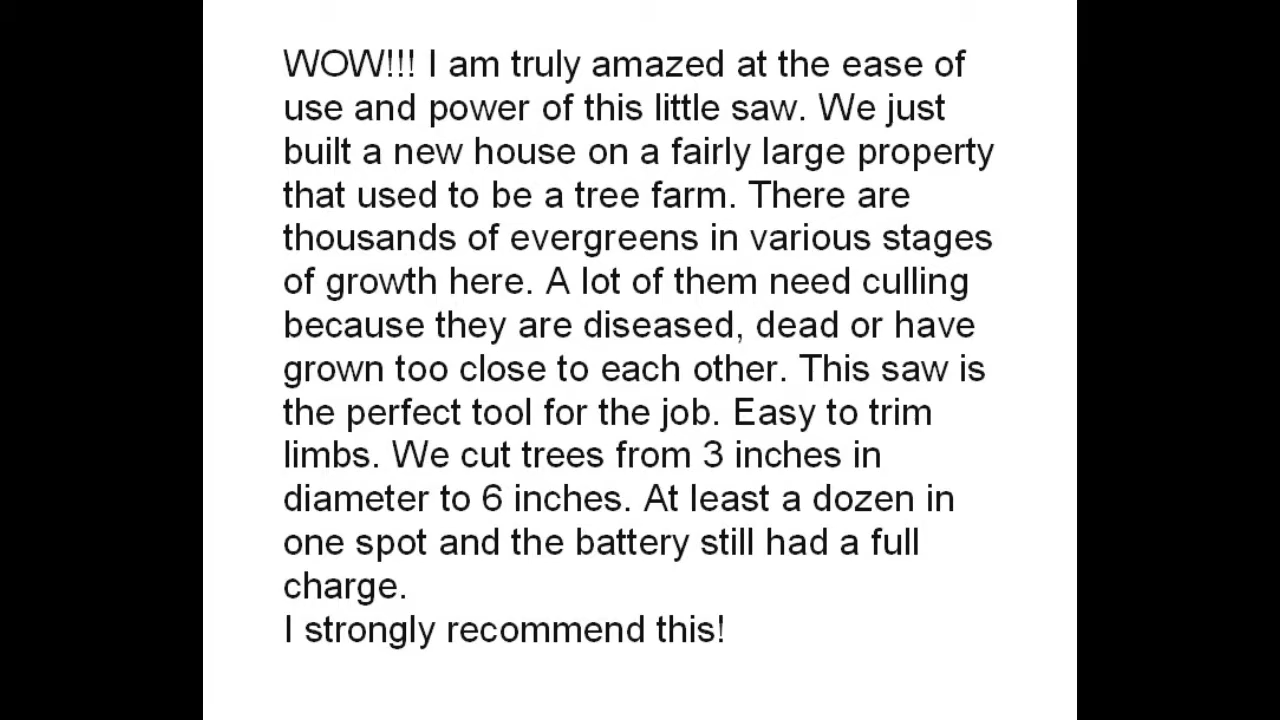 WOW!!! I am truly amazed at the ease of
use and power of this little saw. We just
built a new house on a fairly large property
that used to be a tree farm. There are
thousands of evergreens in various stages
of growth here. A lot of them need culling
because they are diseased, dead or have
grown too close to each other. This saw is
the perfect tool for the job. Easy to trim
limbs. We cut trees from 3 inches in
diameter to 6 inches. At least a dozen in
one spot and the battery still had a full
charge.
I strongly recommend this!